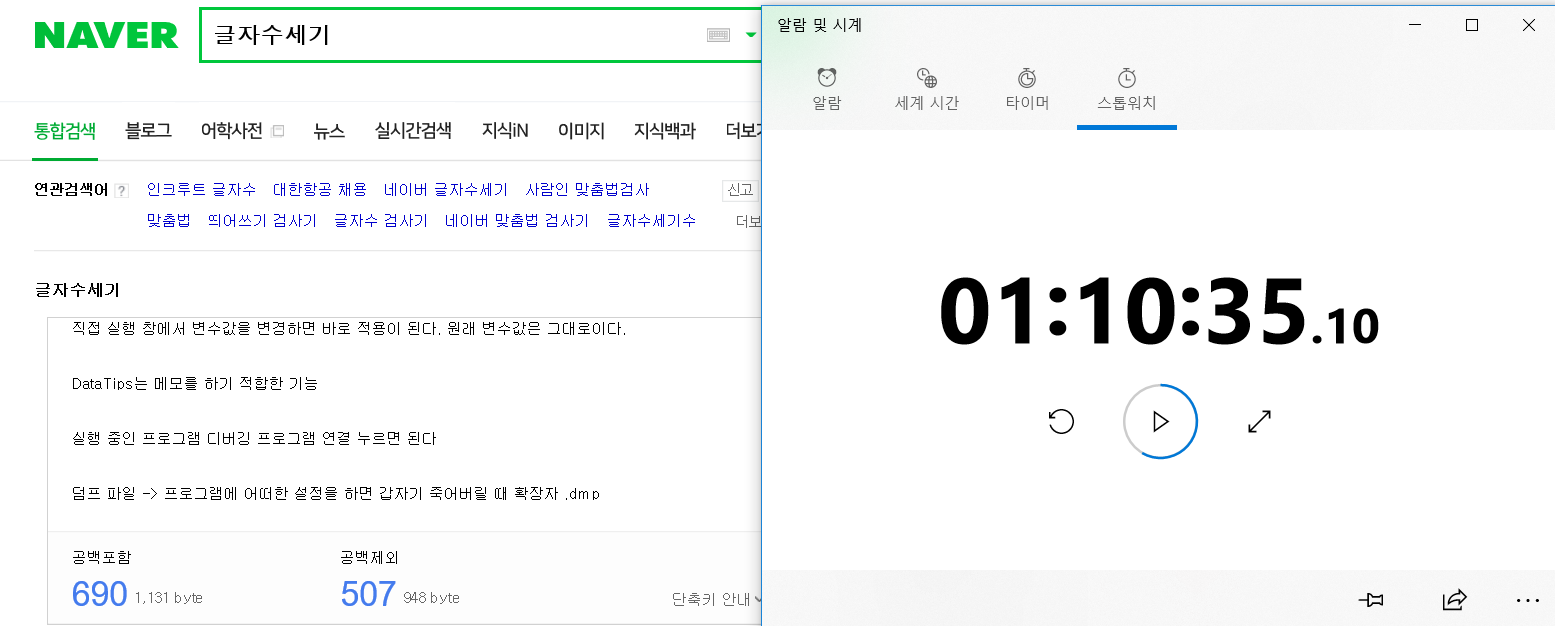 NAVER
글자수세기
통합검색 블로그 어학사전 뉴스 실시간검색 지식iN 이미지 지식백과
연관검색어 ? 인크루트 글자수 대한항공 채용 네이버 글자수세기 사람인 맞춤법검사 신고
맞춤법 띄어쓰기 검사기 글자수 검사기 네이버 맞춤법 검사기 글자수세기수 더보
글자수세기
직접 실행 창에서 변수값을 변경하면 바로 적용이 된다. 원래 변수값은 그대로이다.
DataTips는 메모를 하기 적합한 기능
실행 중인 프로그램 디버깅 프로그램 연결 누르면 된다
덤프 파일 -> 프로그램에 어떠한 설정을 하면 갑자기 죽어버릴 때 확장자 .dmp
공백포함 공백제외
690 1,131 byte 507 948 byte 단축키 안내
알람 및 시계
알람 세계 시간 타이머 스톱워치
01:10:35.10